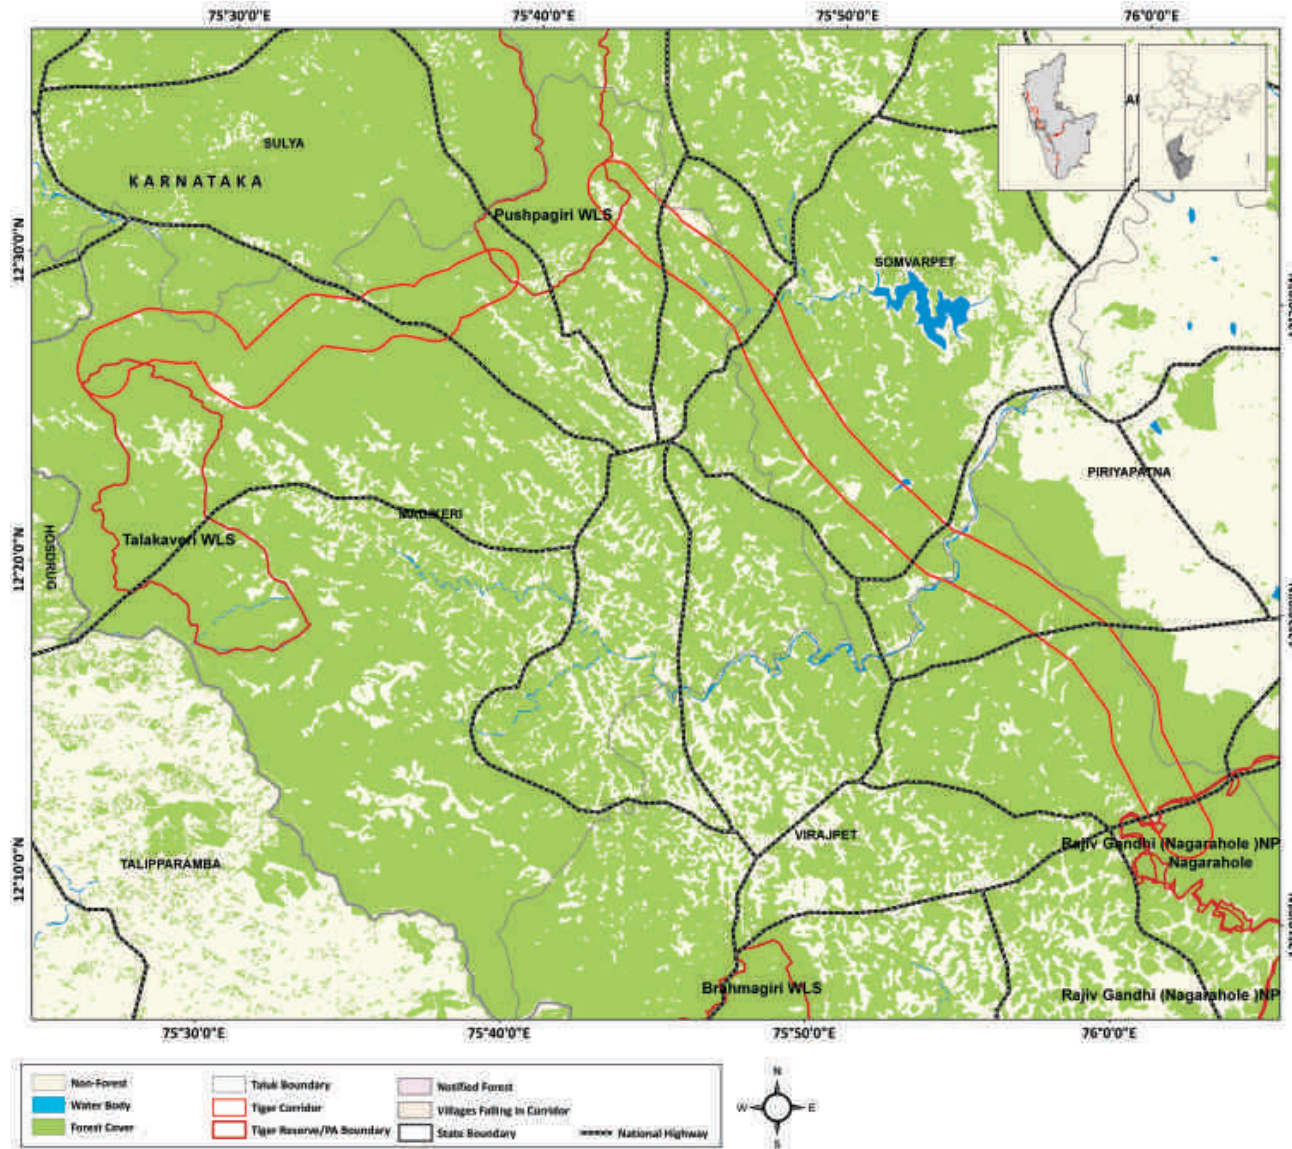 75°30'0"E 75°40'0"E 75°50'0"E 76°0'0"E
SULYA
KARNATAKA
Pushpagiri WLS
12°30'0"N
SOMVARPET
PIRIYAPATNA
MADIKERI
HOSDRUG
Talakaveri WLS
12°20'0"N
VIRAJPET
Rajiv Gandhi (Nagarahole )NP
Nagarahole
TALIPPARAMBA
12°10'0"N
Brahmagiri WLS
Rajiv Gandhi (Nagarahole )NP
75°30'0"E 75°40'0"E 75°50'0"E 76°0'0"E
Non-Forest
Water Body
Forest Cover
Taluk Boundary
Tiger Corridor
Tiger Reserve/PA Boundary
Notified Forest
Villages Falling in Corridor
State Boundary
National Highway
N
W E
S